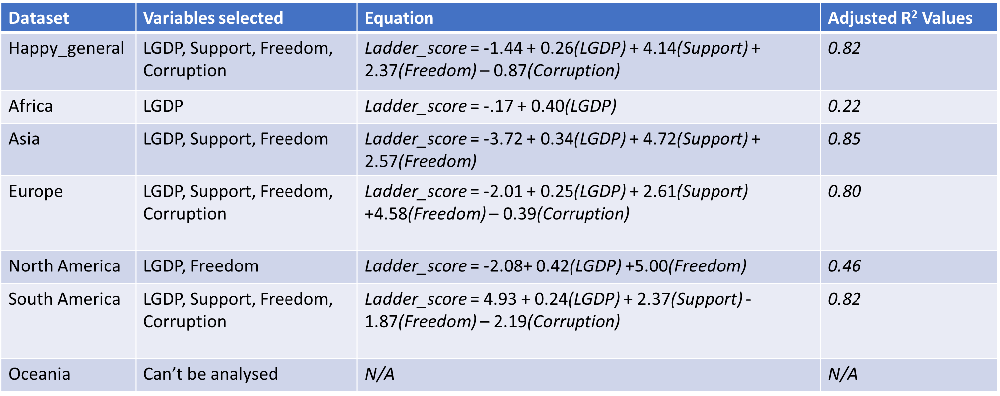 Dataset
Variables selected
Equation
Adjusted R² Values
Happy_general
LGDP, Support, Freedom,
Corruption
Ladder_score = -1.44 + 0.26(LGDP) + 4.14(Support) +
2.37(Freedom) – 0.87(Corruption)
0.82
Africa
LGDP
Ladder_score = -.17 + 0.40(LGDP)
0.22
Asia
LGDP, Support, Freedom
Ladder_score = -3.72 + 0.34(LGDP) + 4.72(Support) +
2.57(Freedom)
0.85
Europe
LGDP, Support, Freedom,
Corruption
Ladder_score = -2.01 + 0.25(LGDP) + 2.61(Support)
+4.58(Freedom) – 0.39(Corruption)
0.80
North America
LGDP, Freedom
Ladder_score = -2.08+ 0.42(LGDP) +5.00(Freedom)
0.46
South America
LGDP, Support, Freedom,
Corruption
Ladder_score = 4.93 + 0.24(LGDP) + 2.37(Support) -
1.87(Freedom) – 2.19(Corruption)
0.82
Oceania
Can’t be analysed
N/A
N/A